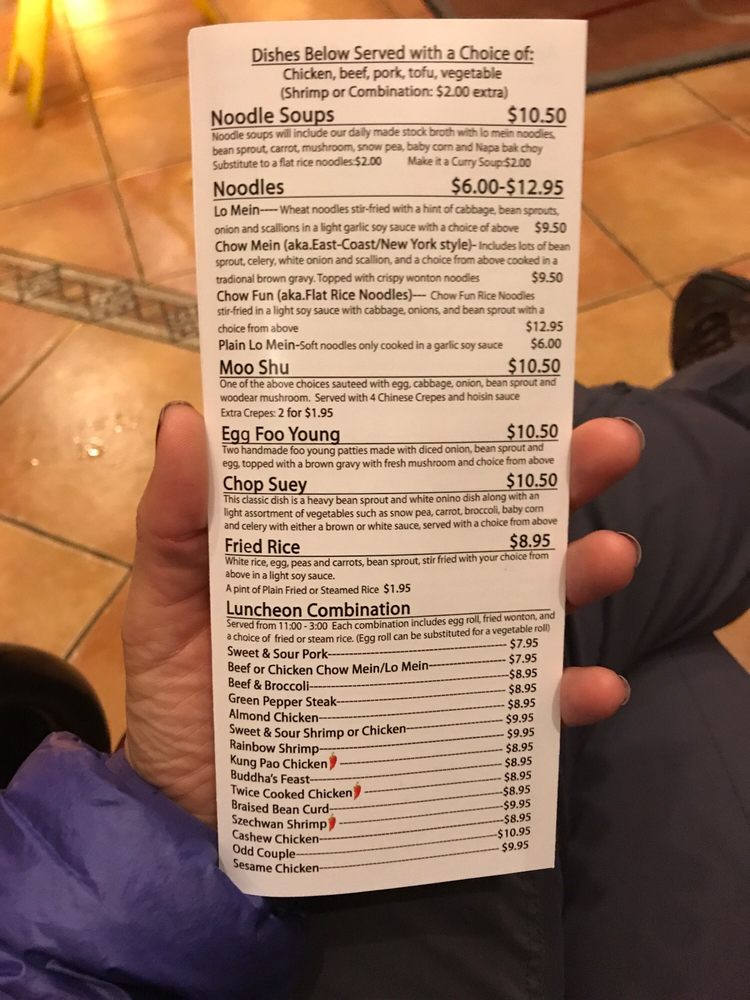 Dishes Below Served with a Choice of:
Chicken, beef, pork, tofu, vegetable
(Shrimp or Combination: $2.00 extra)
Noodle Soups $10.50
Noodle soups will include our daily made stock broth with lo mein noodles,
bean sprout, carrot, mushroom, snow pea, baby corn and Napa bak choy
Substitute to a flat rice noodles:$2.00 Make it a Curry Soup:$2.00
Noodles $6.00-$12.95
Lo Mein---- Wheat noodles stir-fried with a hint of cabbage, bean sprouts,
onion and scallions in a light garlic soy sauce with a choice of above $9.50
Chow Mein (aka.East-Coast/New York style)- Includes lots of bean
sprout, celery, white onion and scallion, and a choice from above cooked in a
tradional brown gravy. Topped with crispy wonton noodles $9.50
Chow Fun (aka.Flat Rice Noodles)--- Chow Fun Rice Noodles
stir-fried in a light soy sauce with cabbage, onions, and bean sprout with a
choice from above $12.95
Plain Lo Mein-Soft noodles only cooked in a garlic soy sauce $6.00
Moo Shu $10.50
One of the above choices sauteed with egg, cabbage, onion, bean sprout and
woodear mushroom. Served with 4 Chinese Crepes and hoisin sauce
Extra Crepes: 2 for $1.95
Egg Foo Young $10.50
Two handmade foo young patties made with diced onion, bean sprout and
egg, topped with a brown gravy with fresh mushroom and choice from above
Chop Suey $10.50
This classic dish is a heavy bean sprout and white onino dish along with an
light assortment of vegetables such as snow pea, carrot, broccoli, baby corn
and celery with either a brown or white sauce, served with a choice from above
Fried Rice $8.95
White rice, egg, peas and carrots, bean sprout, stir fried with your choice from
above in a light soy sauce.
A pint of Plain Fried or Steamed Rice $1.95
Luncheon Combination
Served from 11:00 - 3:00 Each combination includes egg roll, fried wonton, and
a choice of fried or steam rice. (Egg roll can be substituted for a vegetable roll)
Sweet & Sour Pork---- $7.95
Beef or Chicken Chow Mein/Lo Mein---- $7.95
Beef & Broccoli---- $8.95
Green Pepper Steak---- $8.95
Almond Chicken---- $8.95
Sweet & Sour Shrimp or Chicken---- $9.95
Rainbow Shrimp---- $9.95
Kung Pao Chicken ---- $8.95
Buddha's Feast---- $8.95
Twice Cooked Chicken ---- $8.95
Braised Bean Curd---- $8.95
Szechwan Shrimp ---- $9.95
Cashew Chicken---- $8.95
Odd Couple---- $10.95
Sesame Chicken---- $9.95